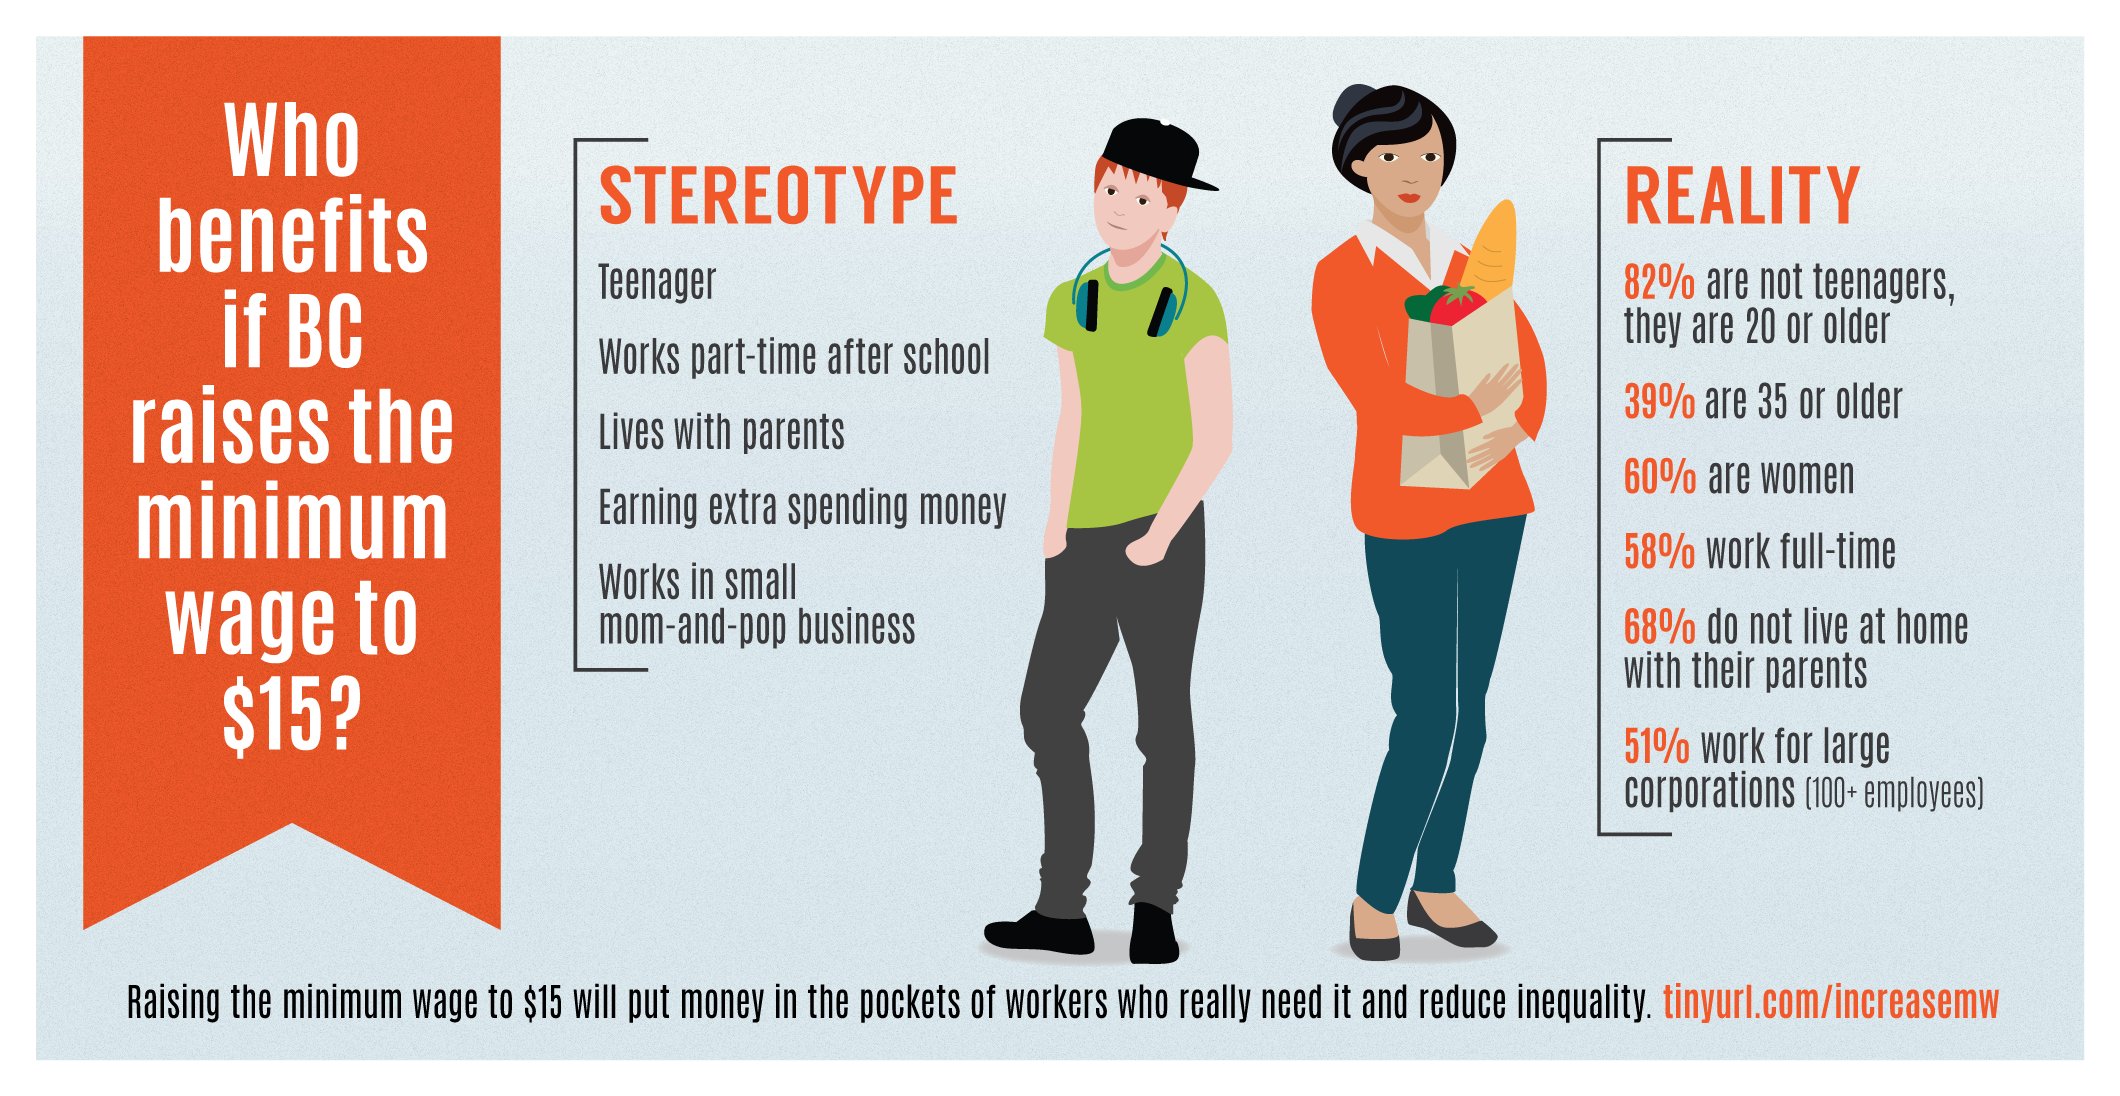 Who
benefits
if BC
raises the
minimum
wage to
$15?
STEREOTYPE
Teenager
Works part-time after school
Lives with parents
Earning extra spending money
Works in small
mom-and-pop business
REALITY
82% are not teenagers,
they are 20 or older
39% are 35 or older
60% are women
58% work full-time
68% do not live at home
with their parents
51% work for large
corporations (100+ employees)
Raising the minimum wage to $15 will put money in the pockets of workers who really need it and reduce inequality. tinyurl.com/increasemw